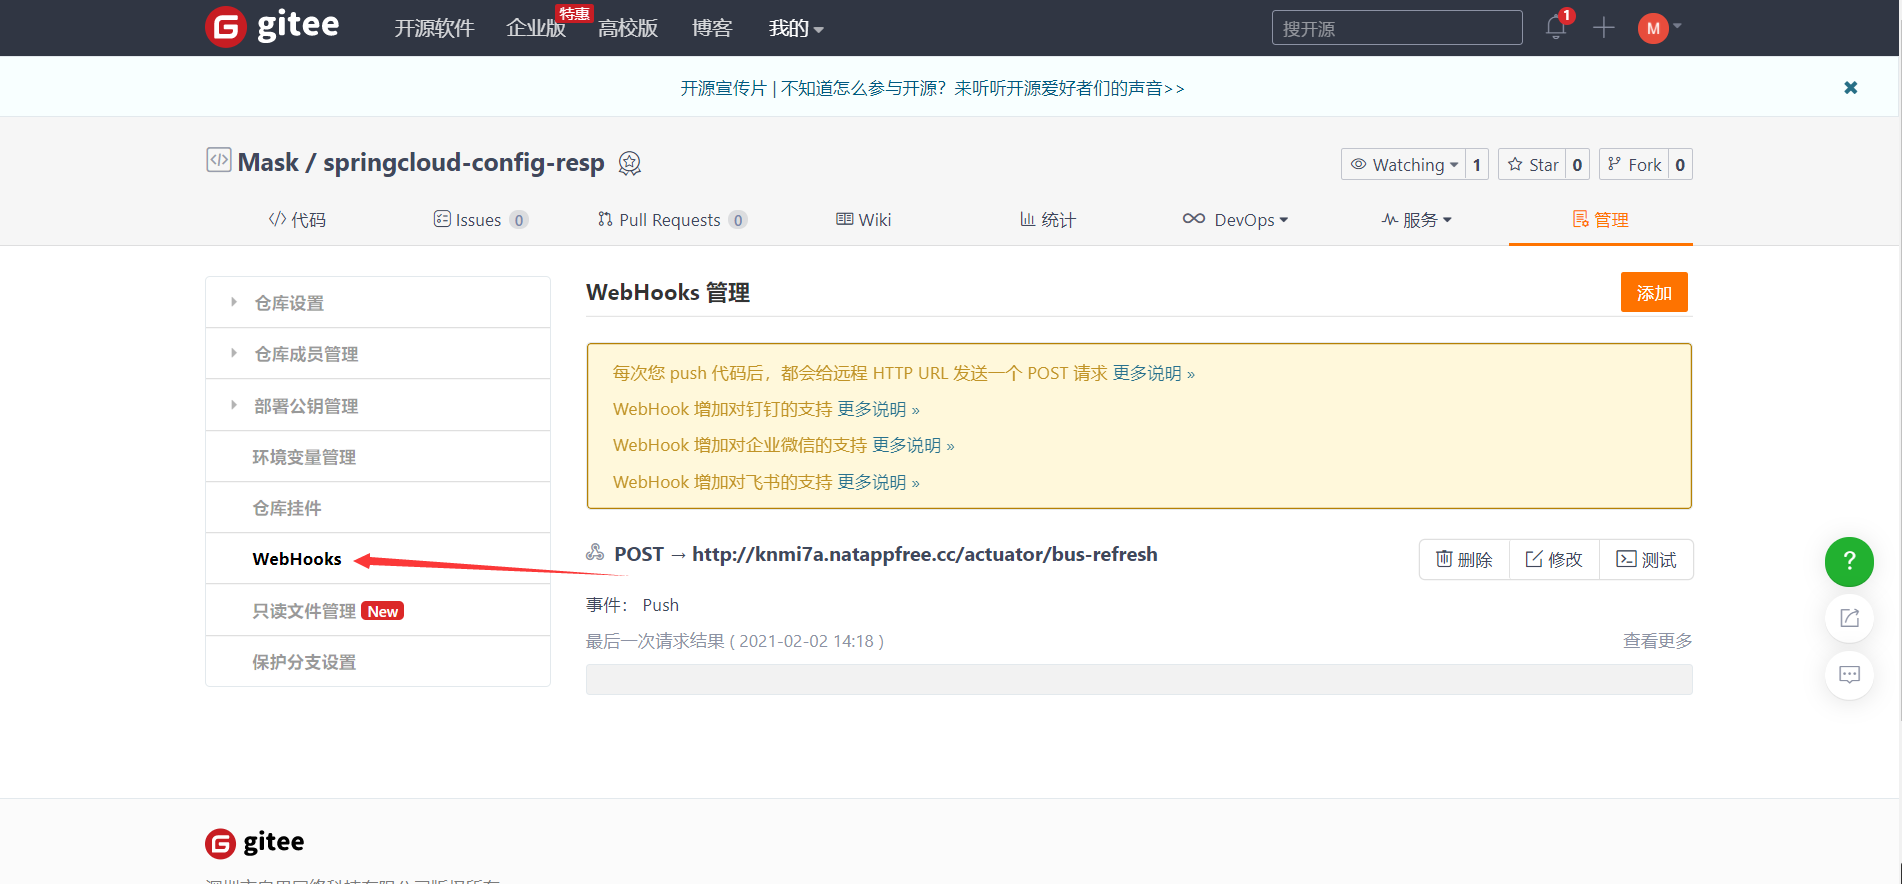 gitee 开源软件 企业版 特惠 高校版 博客 我的 搜开源 1 M
开源宣传片 | 不知道怎么参与开源？来听听开源爱好者们的声音>>
Mask / springcloud-config-resp Watching 1 Star 0 Fork 0
代码 Issues 0 Pull Requests 0 Wiki 统计 DevOps 服务 管理
仓库设置
仓库成员管理
部署公钥管理
环境变量管理
仓库挂件
WebHooks
只读文件管理 New
保护分支设置
WebHooks 管理 添加
每次您 push 代码后，都会给远程 HTTP URL 发送一个 POST 请求 更多说明 »
WebHook 增加对钉钉的支持 更多说明 »
WebHook 增加对企业微信的支持 更多说明 »
WebHook 增加对飞书的支持 更多说明 »
POST → http://knmi7a.natappfree.cc/actuator/bus-refresh 删除 修改 测试
事件： Push
最后一次请求结果 ( 2021-02-02 14:18 ) 查看更多
?
gitee